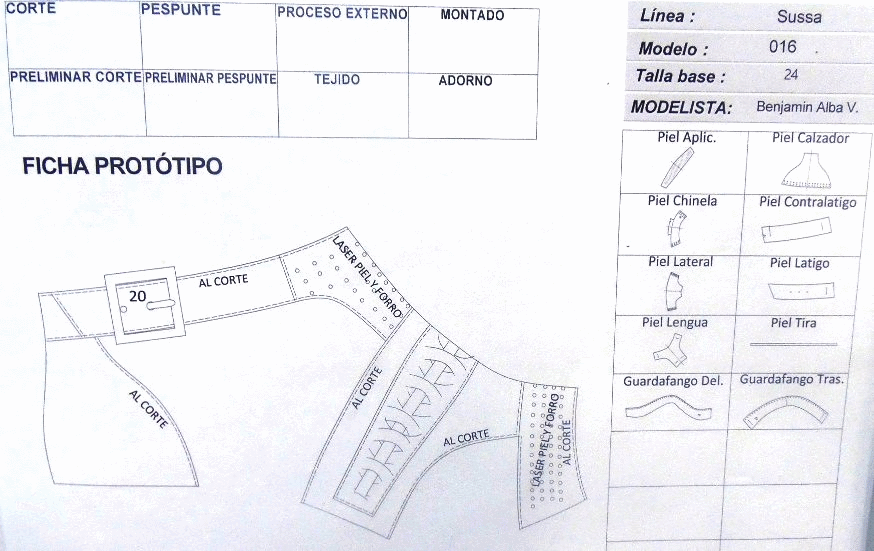 CORTE PESPUNTE PROCESO EXTERNO MONTADO
PRELIMINAR CORTE PRELIMINAR PESPUNTE TEJIDO ADORNO
Línea : Sussa
Modelo : 016
Talla base : 24
MODELISTA: Benjamín Alba V.
FICHA PROTÓTIPO
Piel Aplic. Piel Calzador
Piel Chinela Piel Contralatigo
Piel Lateral Piel Latigo
Piel Lengua Piel Tira
Guardafango Del. Guardafango Tras.
20
AL CORTE
LASER PIEL Y FORRO
AL CORTE
AL CORTE
AL CORTE
LASER PIEL Y FORRO
AL CORTE